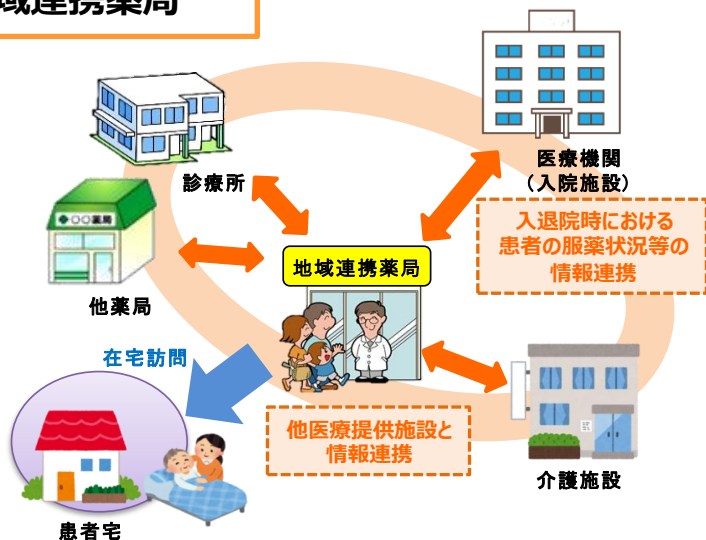 域連携薬局
医療機関
（入院施設）
診療所
入退院時における
患者の服薬状況等の
情報連携
○○薬局
地域連携薬局
他薬局
在宅訪問
他医療提供施設と
情報連携
介護施設
患者宅